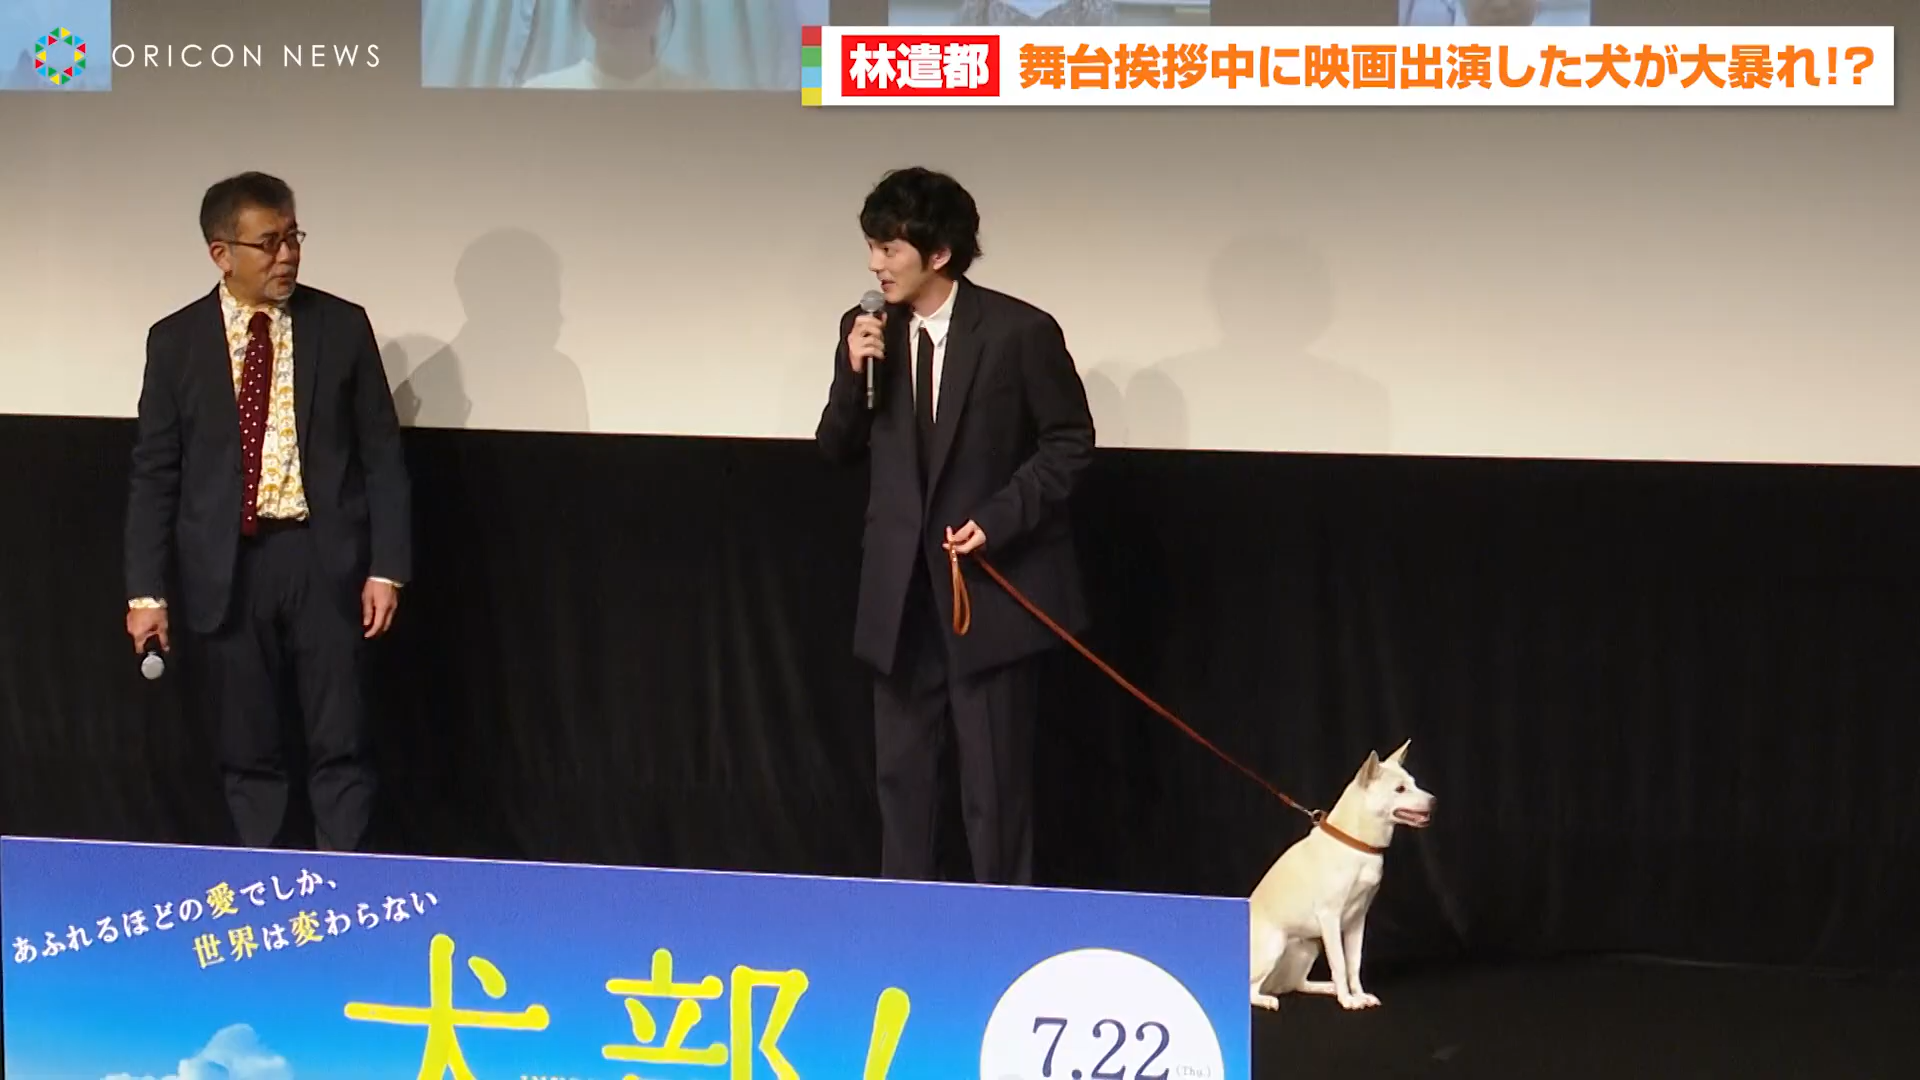 ORICON NEWS
林遣都 舞台挨拶中に映画出演した犬が大暴れ!?
あふれるほどの愛でしか、
世界は変わらない
犬部!
7.22(Thu.)